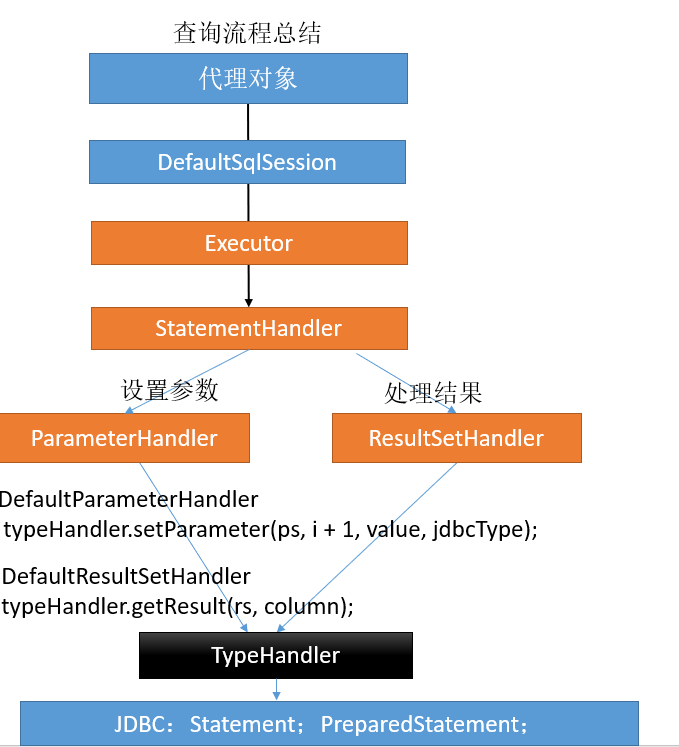 查询流程总结
代理对象
DefaultSqlSession
Executor
StatementHandler
设置参数
处理结果
ParameterHandler
ResultSetHandler
DefaultParameterHandler
typeHandler.setParameter(ps, i + 1, value, jdbcType);
DefaultResultSetHandler
typeHandler.getResult(rs, column);
TypeHandler
JDBC：Statement；PreparedStatement；